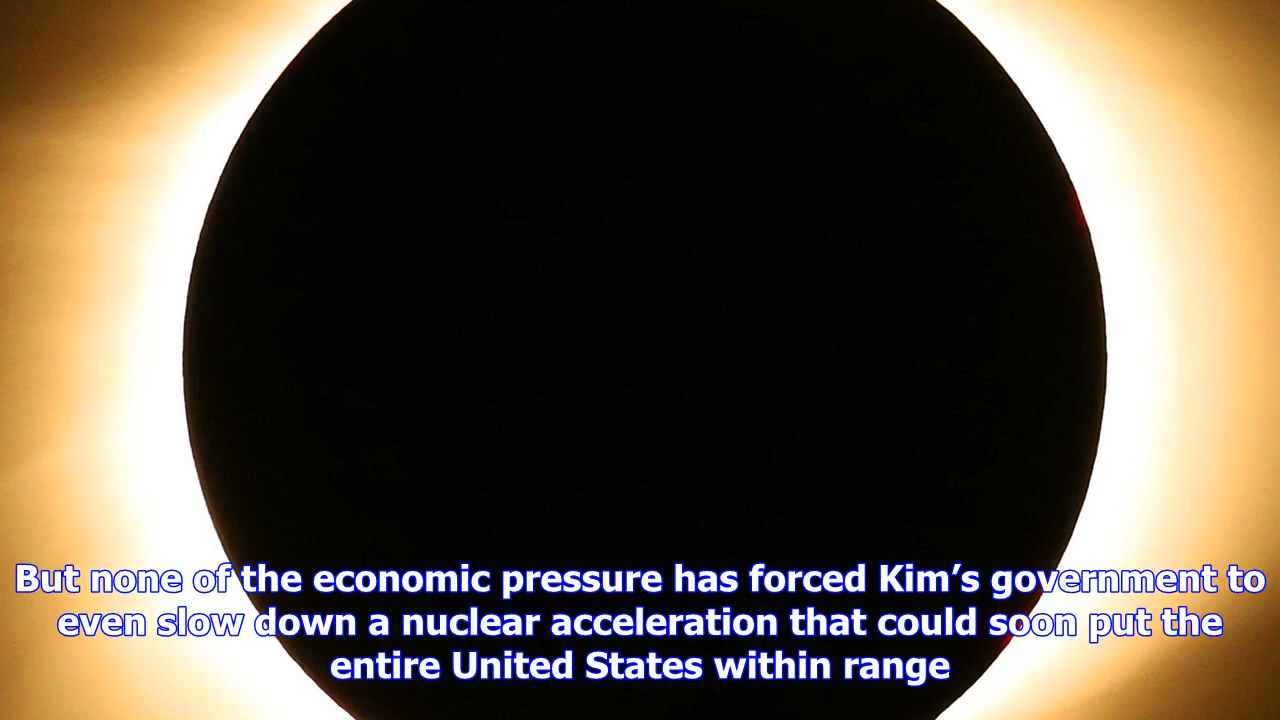 But none of the economic pressure has forced Kim’s government to
even slow down a nuclear acceleration that could soon put the
entire United States within range